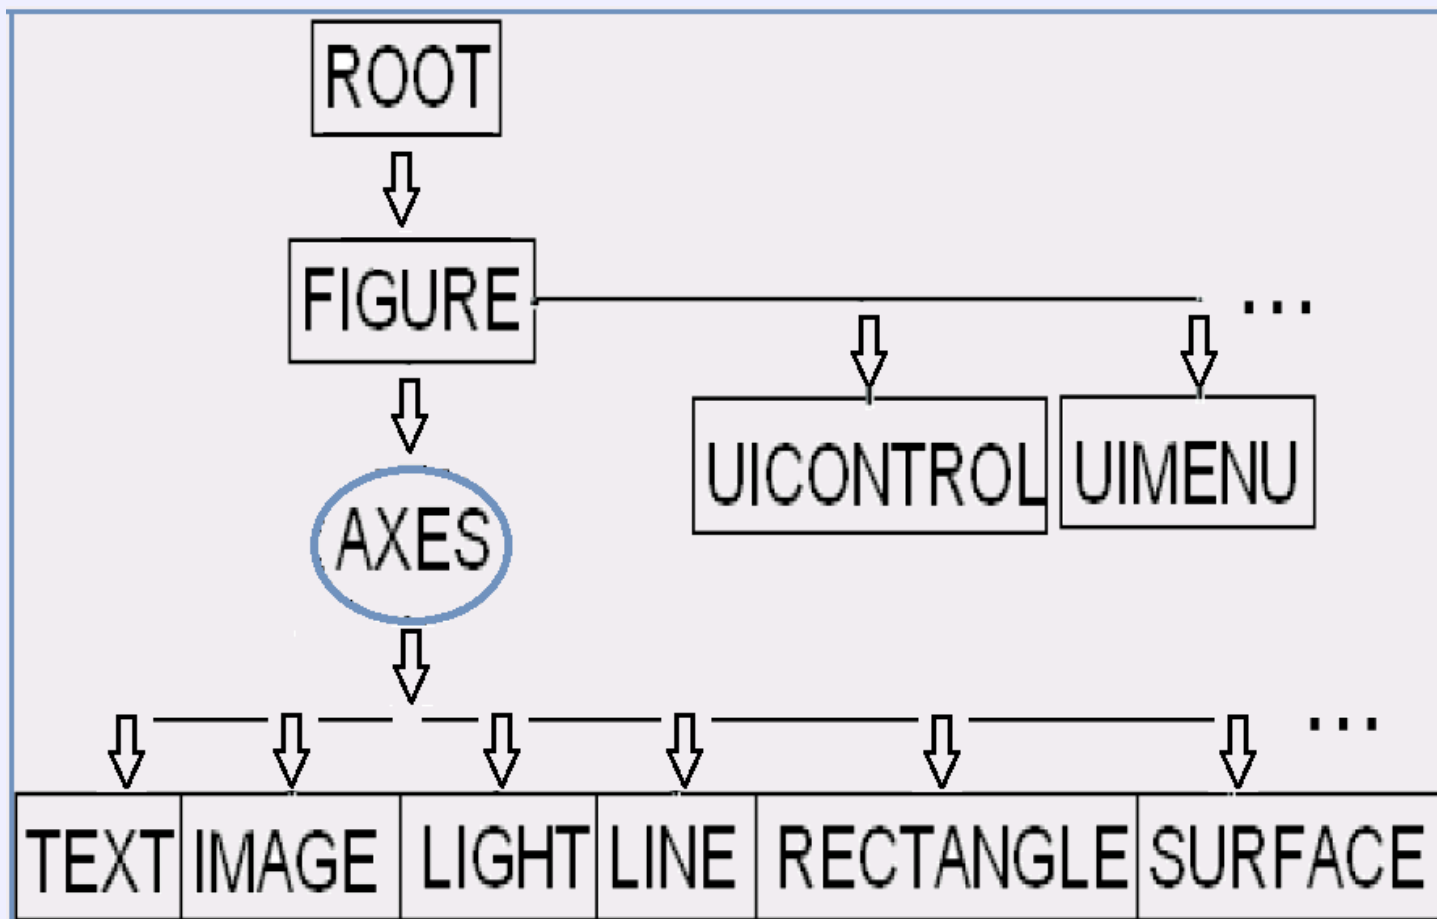 ROOT
FIGURE
...
UICONTROL
UIMENU
AXES
...
TEXT
IMAGE
LIGHT
LINE
RECTANGLE
SURFACE